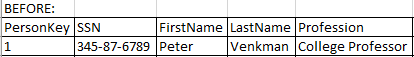 BEFORE:
PersonKey SSN FirstName LastName Profession
1 345-87-6789 Peter Venkman College Professor